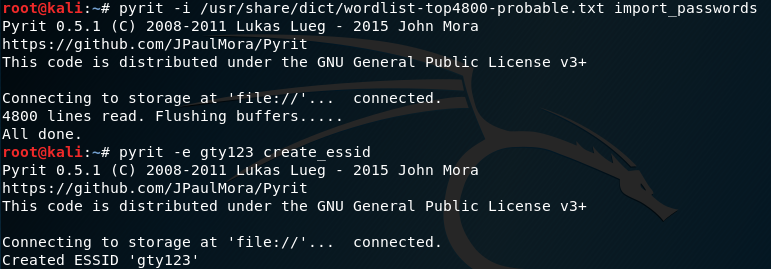 root@kali:~# pyrit -i /usr/share/dict/wordlist-top4800-probable.txt import_passwords
Pyrit 0.5.1 (C) 2008-2011 Lukas Lueg - 2015 John Mora
https://github.com/JPaulMora/Pyrit
This code is distributed under the GNU General Public License v3+
Connecting to storage at 'file://'...  connected.
4800 lines read. Flushing buffers.....
All done.
root@kali:~# pyrit -e gty123 create_essid
Pyrit 0.5.1 (C) 2008-2011 Lukas Lueg - 2015 John Mora
https://github.com/JPaulMora/Pyrit
This code is distributed under the GNU General Public License v3+
Connecting to storage at 'file://'...  connected.
Created ESSID 'gty123'